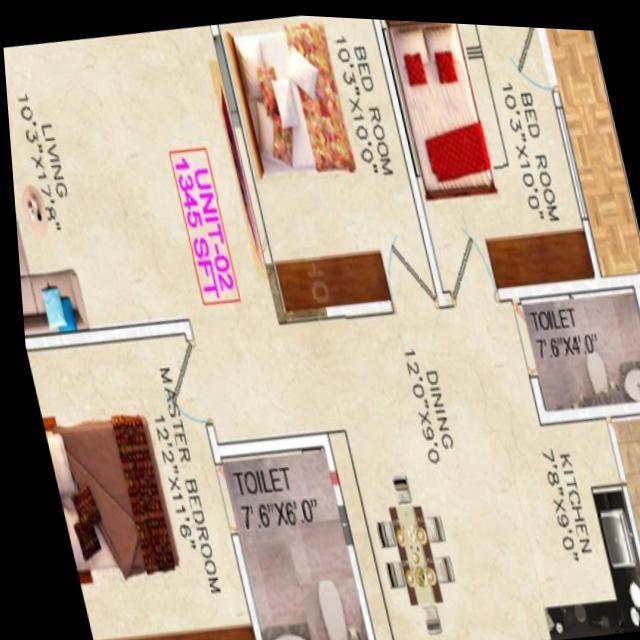 LIVING
10'3"X17'8"
UNIT-02
1345 SFT
BED ROOM
10'3"X10'0"
BED ROOM
10'3"X10'0"
TOILET
7'.6"X4'.0"
DINING
12'0"X9'0
MASTER BEDROOM
12'2"X11'6"
TOILET
7'.6"X6'.0"
KITCHEN
7'8"X9'0"